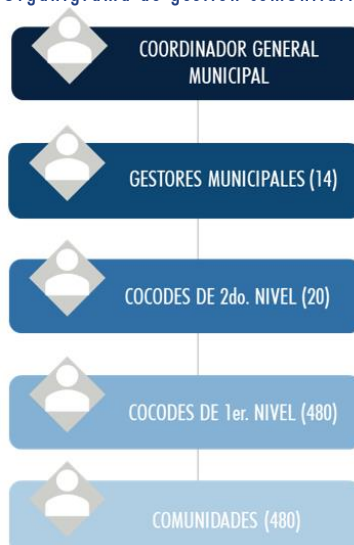 Organigrama de gestión comunitari
COORDINADOR GENERAL
MUNICIPAL
GESTORES MUNICIPALES (14)
COCODES DE 2do. NIVEL (20)
COCODES DE 1er. NIVEL (480)
COMUNIDADES (480)